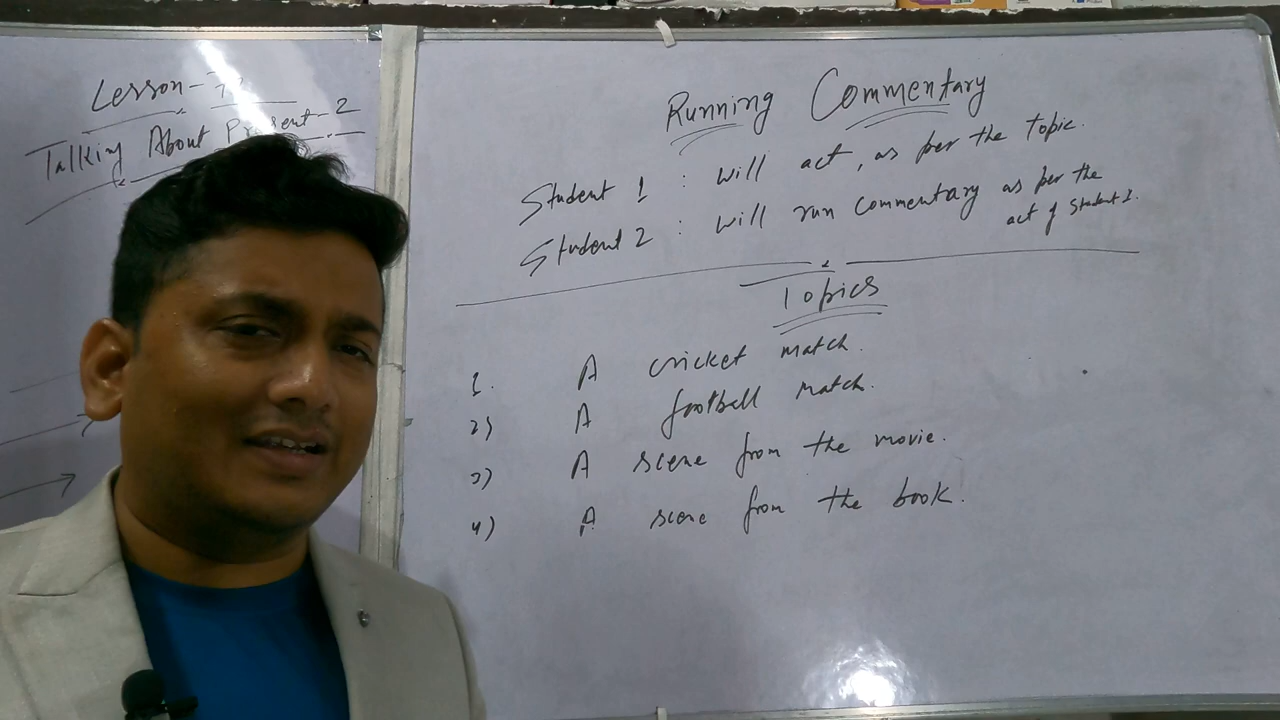 Lesson-
Talking About Present-2
Running Commentary
Student 1 : will act, as per the Topic.
Student 2 : will run commentary as per the
act of Student 1.
Topics
1. A cricket match.
2) A football match.
3) A scene from the movie.
4) A scene from the book.